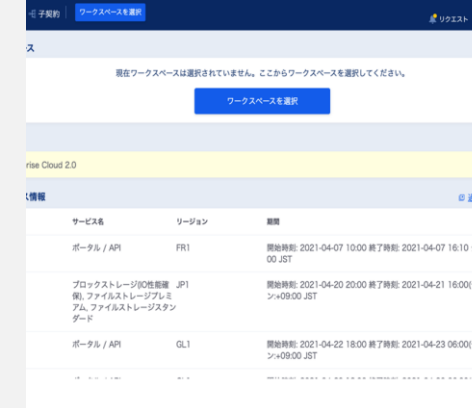 子契約 ワークスペースを選択 リクエスト
ス
現在ワークスペースは選択されていません。ここからワークスペースを選択してください。
ワークスペースを選択
rise Cloud 2.0
ス情報
サービス名 リージョン 期間
ポータル / API FR1 開始時刻: 2021-04-07 10:00 終了時刻: 2021-04-07 16:10
00 JST
ブロックストレージ(IO性能確 JP1 開始時刻: 2021-04-20 20:00 終了時刻: 2021-04-21 16:00(
保), ファイルストレージプレミ ン:+09:00 JST
アム, ファイルストレージスタン
ダード
ポータル / API GL1 開始時刻: 2021-04-22 18:00 終了時刻: 2021-04-23 06:00(
ン:+09:00 JST